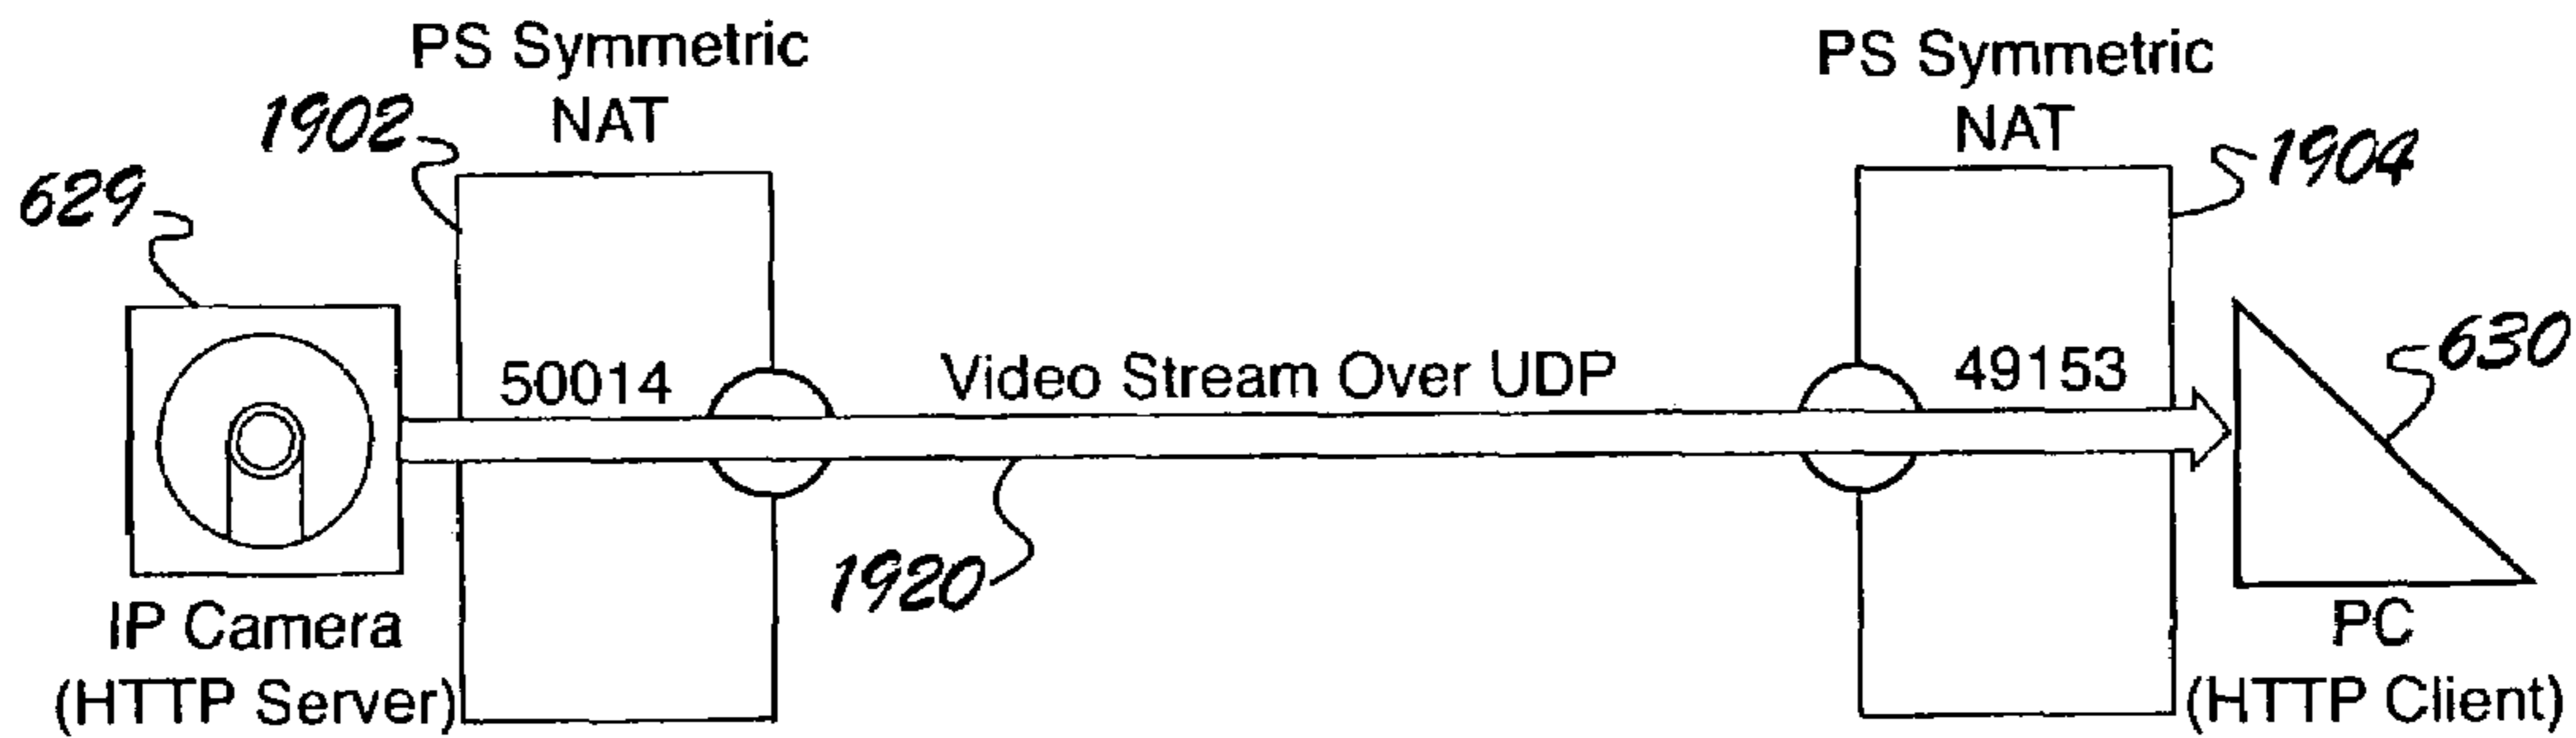 PS Symmetric
NAT
1902
629
50014
IP Camera
(HTTP Server)
Video Stream Over UDP
1920
PS Symmetric
NAT
1904
49153
630
PC
(HTTP Client)